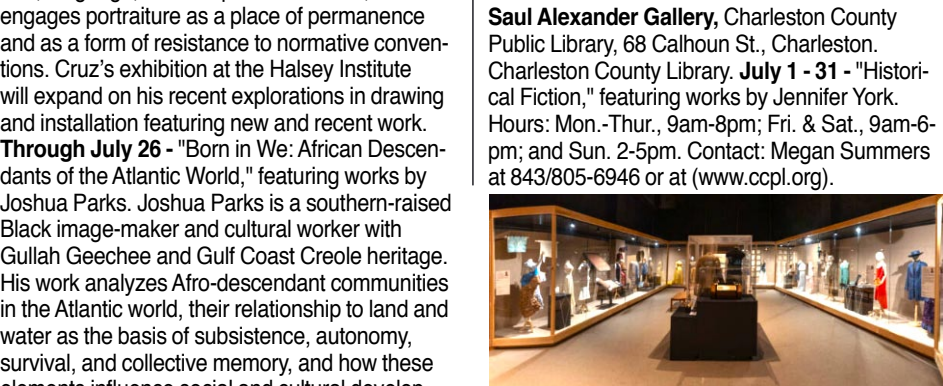 engages portraiture as a place of permanence
and as a form of resistance to normative conven-
tions. Cruz's exhibition at the Halsey Institute
will expand on his recent explorations in drawing
and installation featuring new and recent work.
Through July 26 - "Born in We: African Descen-
dants of the Atlantic World," featuring works by
Joshua Parks. Joshua Parks is a southern-raised
Black image-maker and cultural worker with
Gullah Geechee and Gulf Coast Creole heritage.
His work analyzes Afro-descendant communities
in the Atlantic world, their relationship to land and
water as the basis of subsistence, autonomy,
survival, and collective memory, and how these
elements influence social and cultural develop-
Saul Alexander Gallery, Charleston County
Public Library, 68 Calhoun St., Charleston.
Charleston County Library. July 1 - 31 - "Histori-
cal Fiction," featuring works by Jennifer York.
Hours: Mon.-Thur., 9am-8pm; Fri. & Sat., 9am-6-
pm; and Sun. 2-5pm. Contact: Megan Summers
at 843/805-6946 or at (www.ccpl.org).